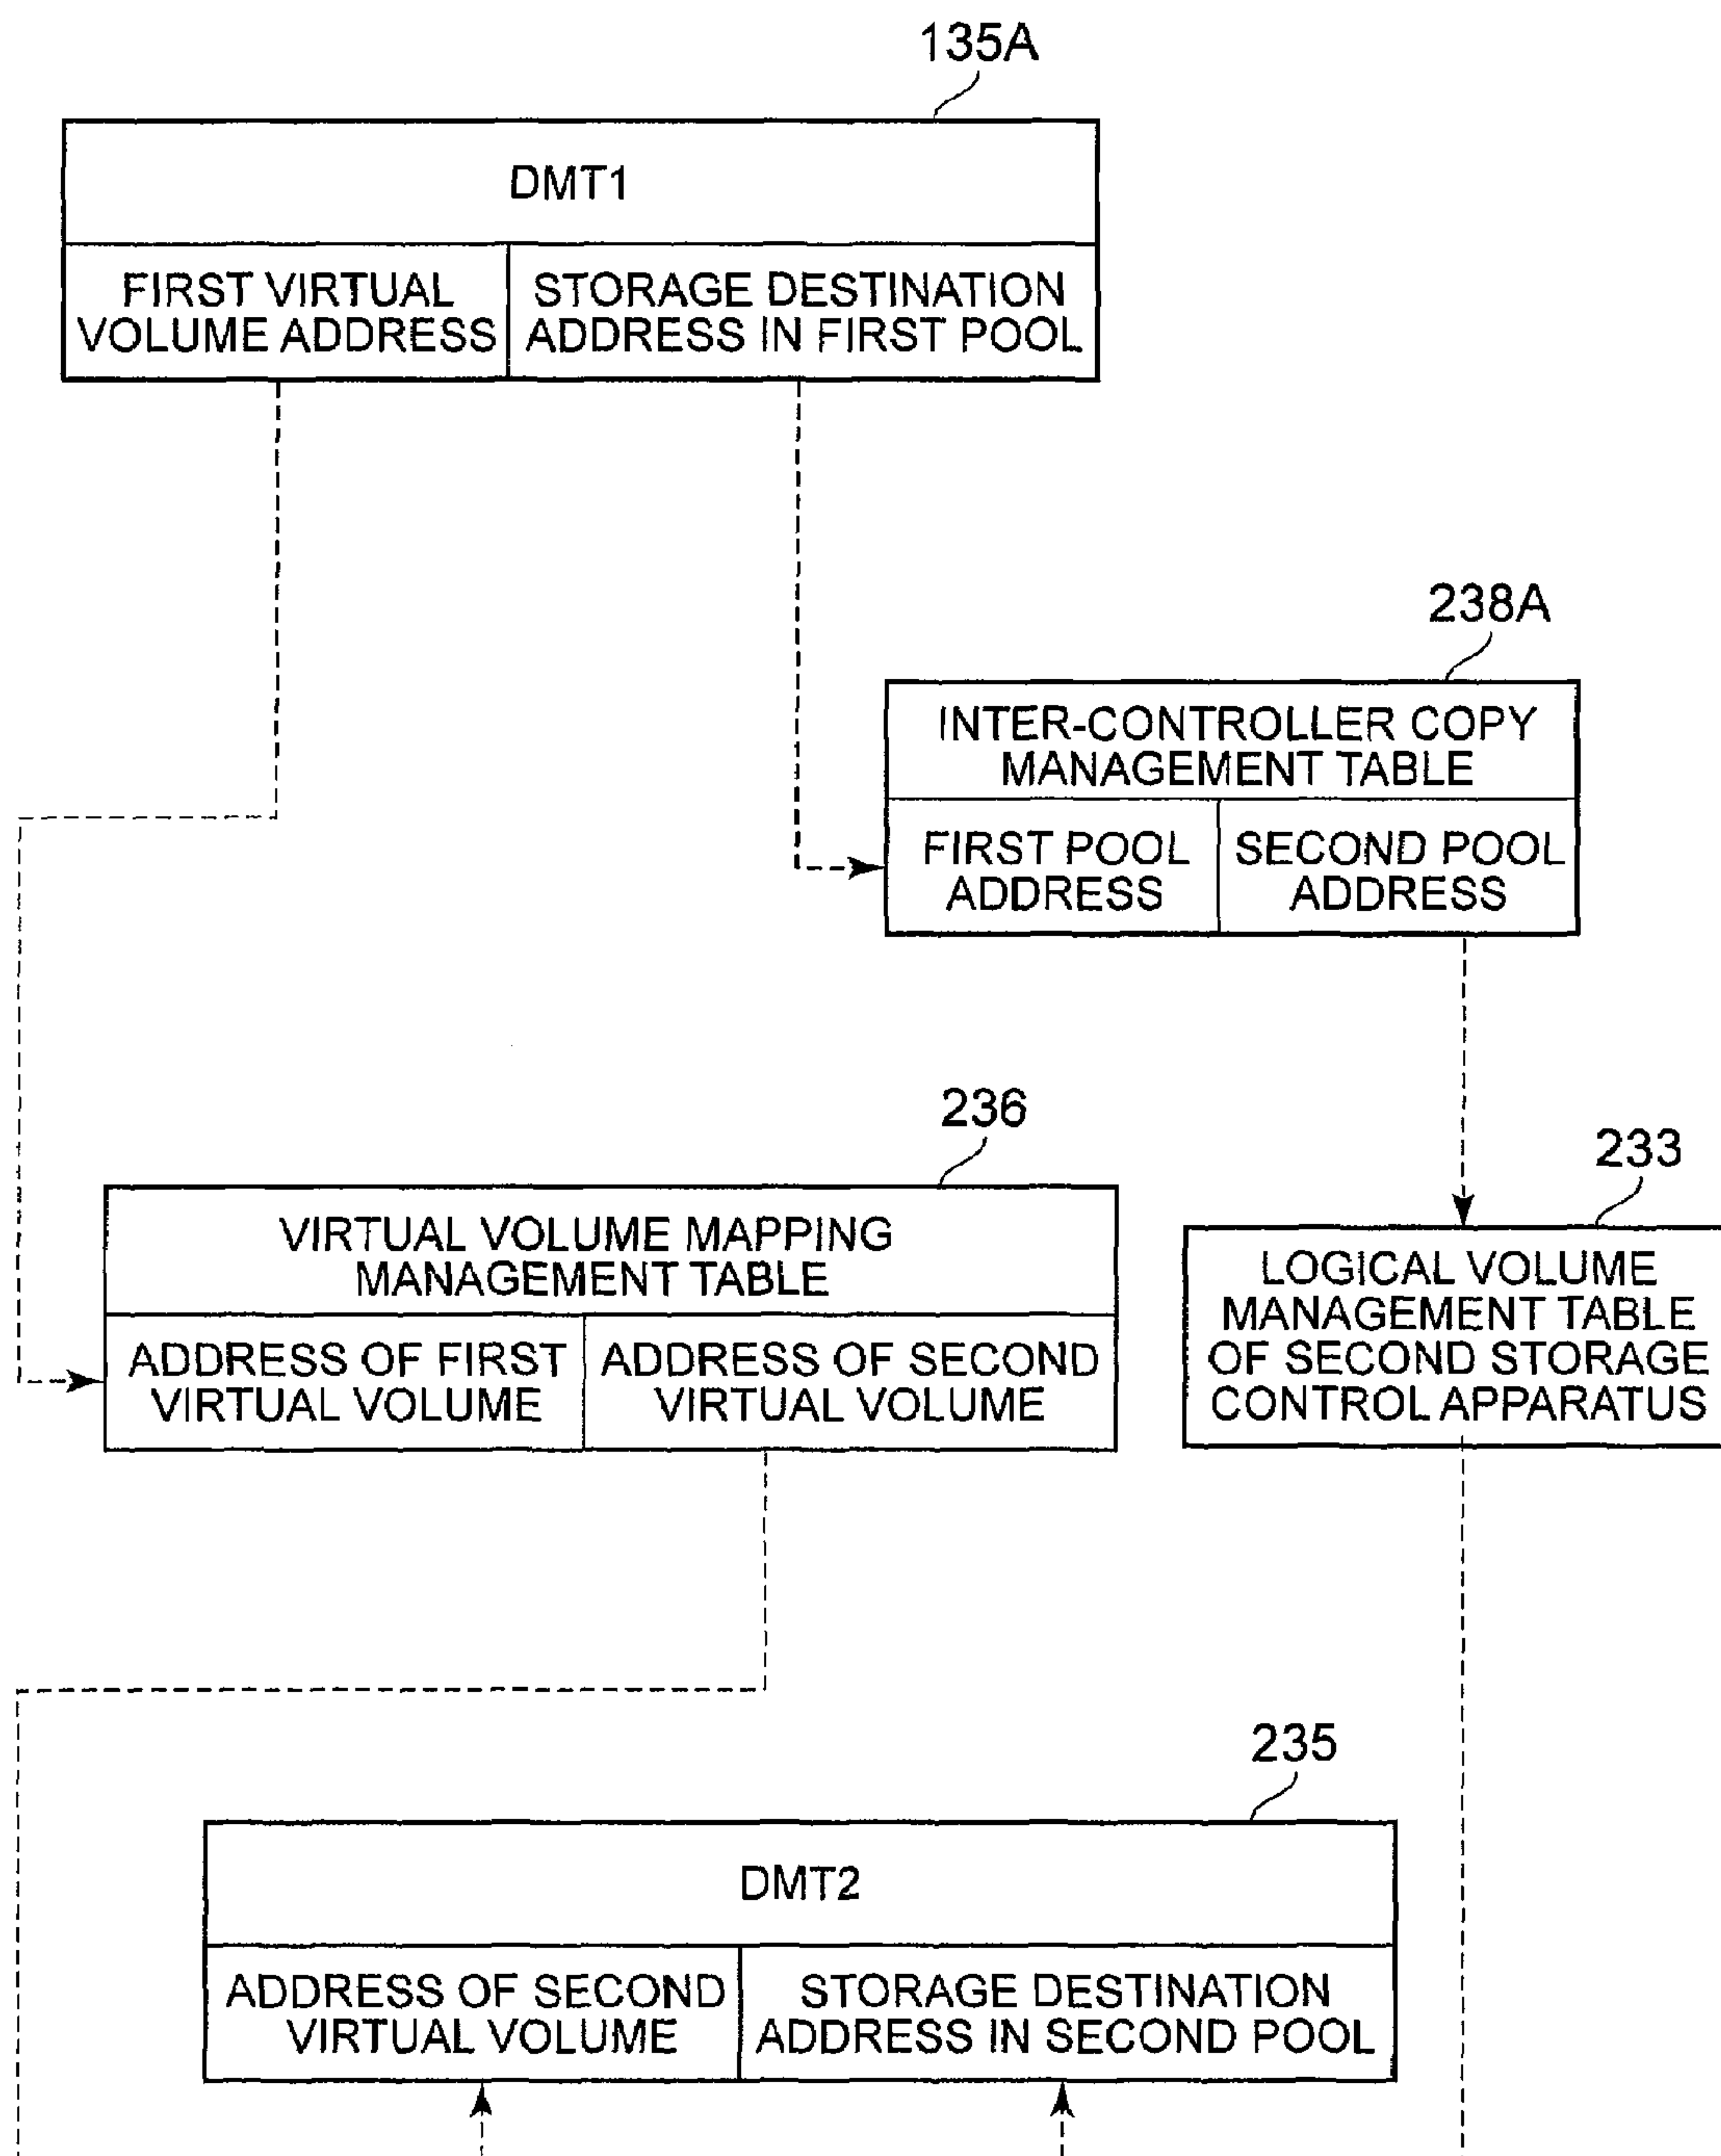 135A
DMT1
FIRST VIRTUAL
VOLUME ADDRESS
STORAGE DESTINATION
ADDRESS IN FIRST POOL
238A
INTER-CONTROLLER COPY
MANAGEMENT TABLE
FIRST POOL
ADDRESS
SECOND POOL
ADDRESS
236
VIRTUAL VOLUME MAPPING
MANAGEMENT TABLE
ADDRESS OF FIRST
VIRTUAL VOLUME
ADDRESS OF SECOND
VIRTUAL VOLUME
233
LOGICAL VOLUME
MANAGEMENT TABLE
OF SECOND STORAGE
CONTROL APPARATUS
235
DMT2
ADDRESS OF SECOND
VIRTUAL VOLUME
STORAGE DESTINATION
ADDRESS IN SECOND POOL